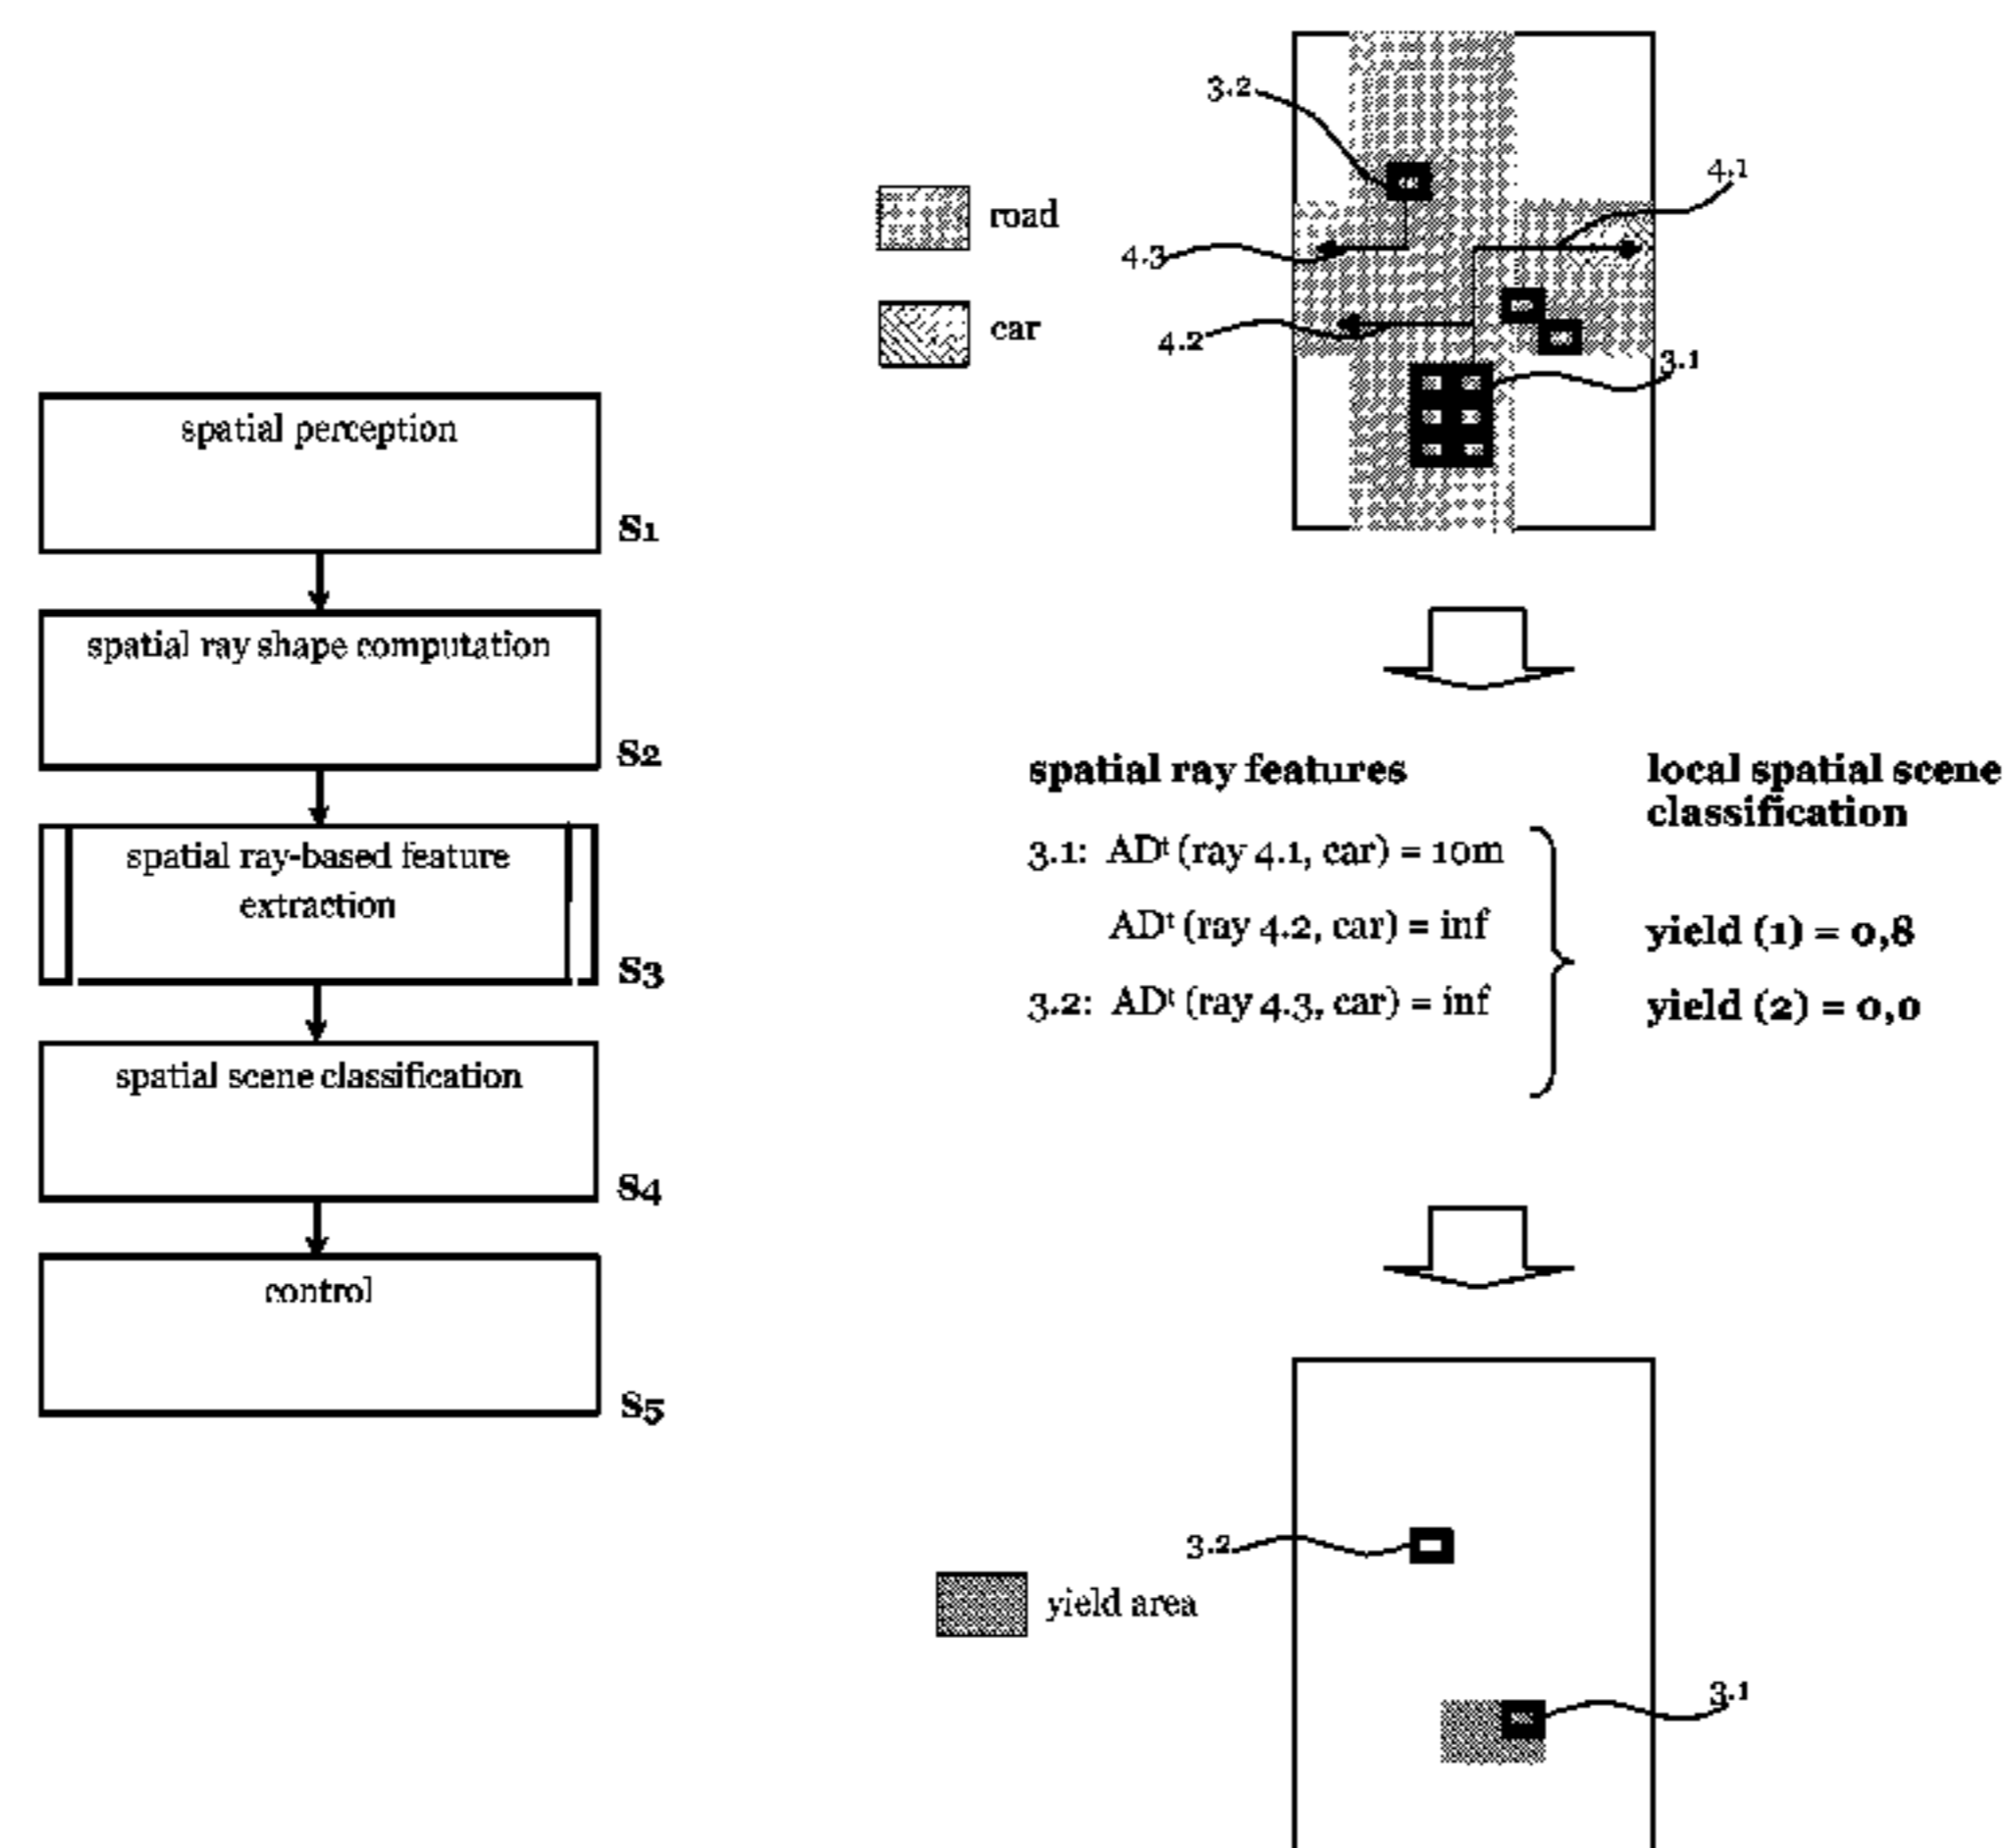 spatial perception
S1
spatial ray shape computation
S2
spatial ray-based feature
extraction
S3
spatial scene classification
S4
control
S5
3.2
4.1
road
4.3
car
4.2
3.1
spatial ray features
local spatial scene
classification
3.1: ADᵗ (ray 4.1, car) = 10m
ADᵗ (ray 4.2, car) = inf
yield (1) = 0,8
3.2: ADᵗ (ray 4.3, car) = inf
yield (2) = 0,0
3.2
yield area
3.1